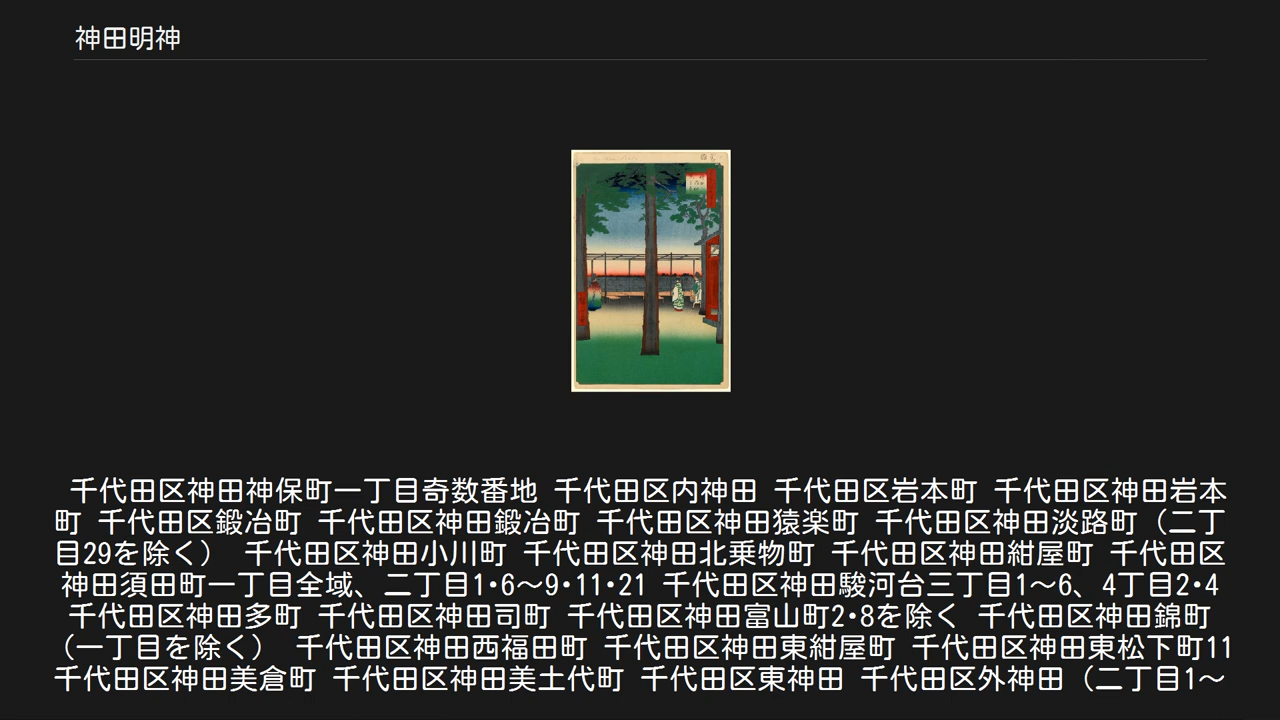 神田明神
千代田区神田神保町一丁目奇数番地 千代田区内神田 千代田区岩本町 千代田区神田岩本
町 千代田区鍛冶町 千代田区神田鍛冶町 千代田区神田猿楽町 千代田区神田淡路町（二丁
目29を除く） 千代田区神田小川町 千代田区神田北乗物町 千代田区神田紺屋町 千代田区
神田須田町一丁目全域、二丁目1・6〜9・11・21 千代田区神田駿河台三丁目1〜6、4丁目2・4
千代田区神田多町 千代田区神田司町 千代田区神田富山町2・8を除く 千代田区神田錦町
（一丁目を除く） 千代田区神田西福田町 千代田区神田東紺屋町 千代田区神田東松下町11
千代田区神田美倉町 千代田区神田美土代町 千代田区東神田 千代田区外神田（二丁目1〜